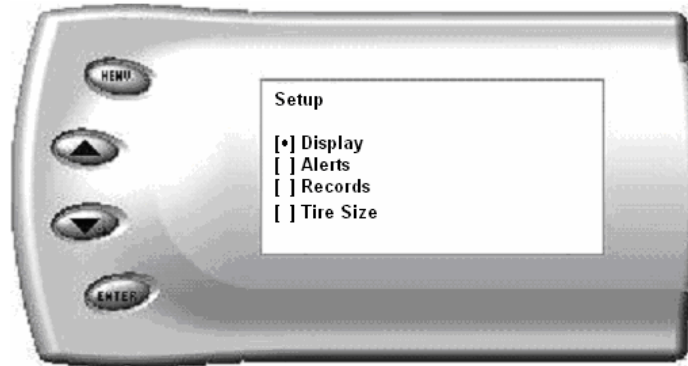 MENU
Setup
[•] Display
[ ] Alerts
[ ] Records
[ ] Tire Size
ENTER